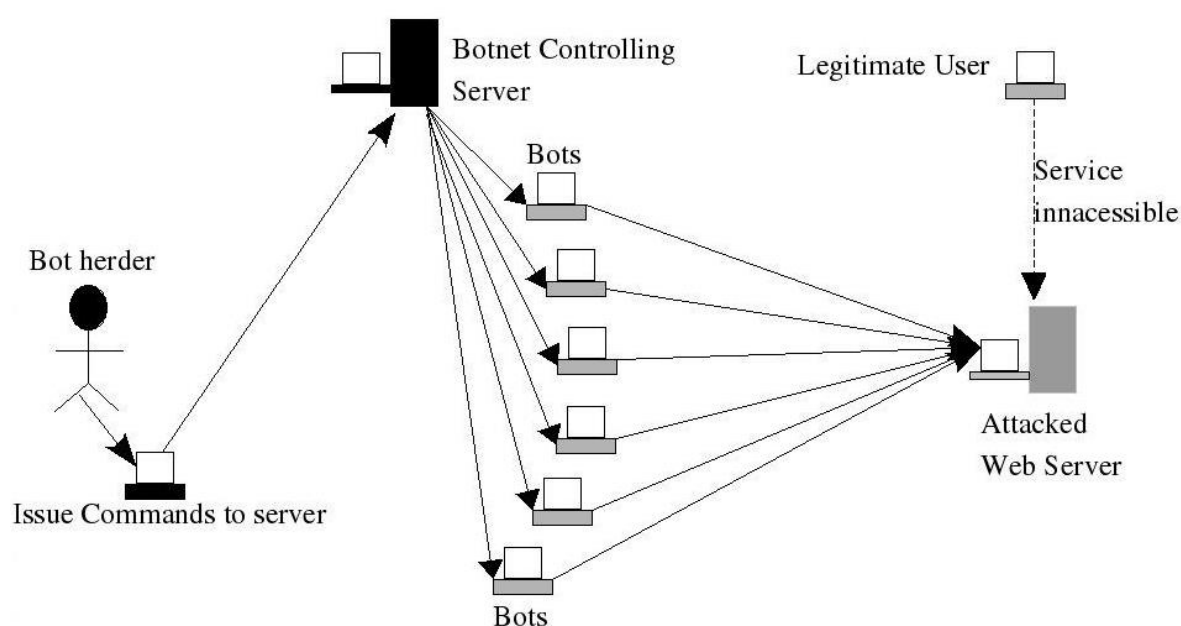 Botnet Controlling
Server
Legitimate User
Bots
Service
innacessible
Bot herder
Attacked
Web Server
Issue Commands to server
Bots